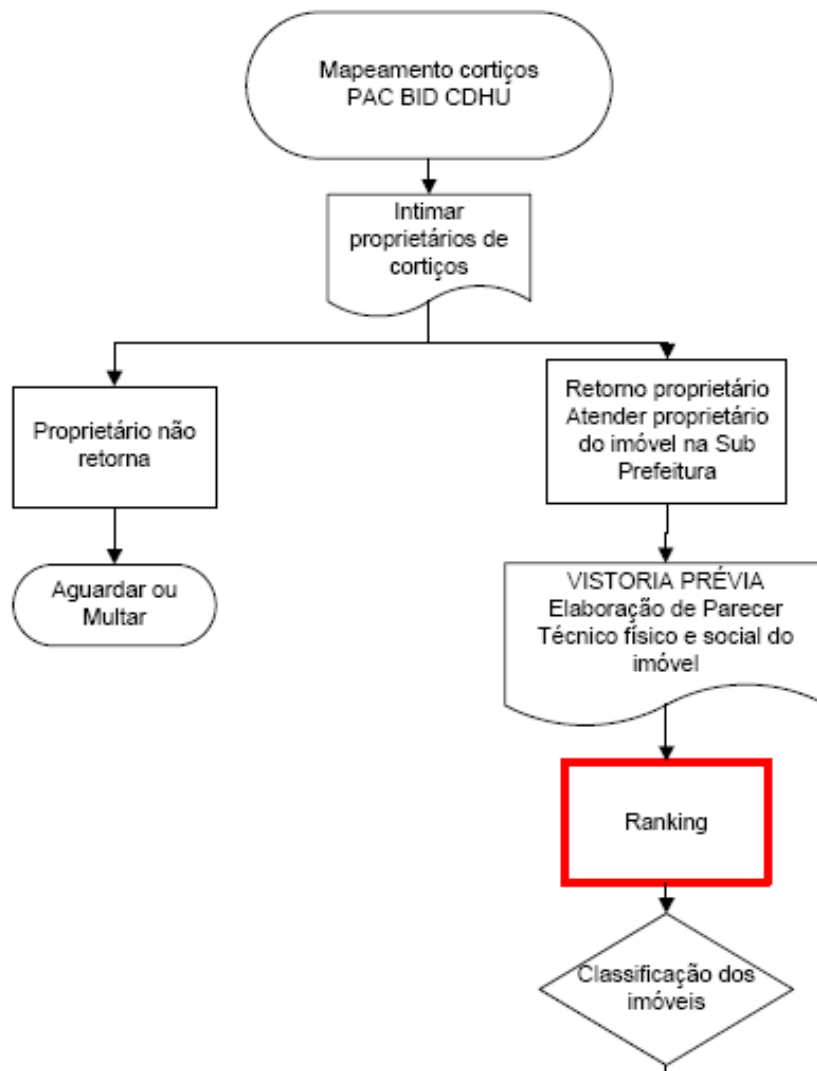 Mapeamento cortiços
PAC BID CDHU
Intimar
proprietários de
cortiços
Proprietário não
retorna
Retorno proprietário
Atender proprietário
do imóvel na Sub
Prefeitura
Aguardar ou
Multar
VISTORIA PRÉVIA
Elaboração de Parecer
Técnico físico e social do
imóvel
Ranking
Classificação dos
imóveis